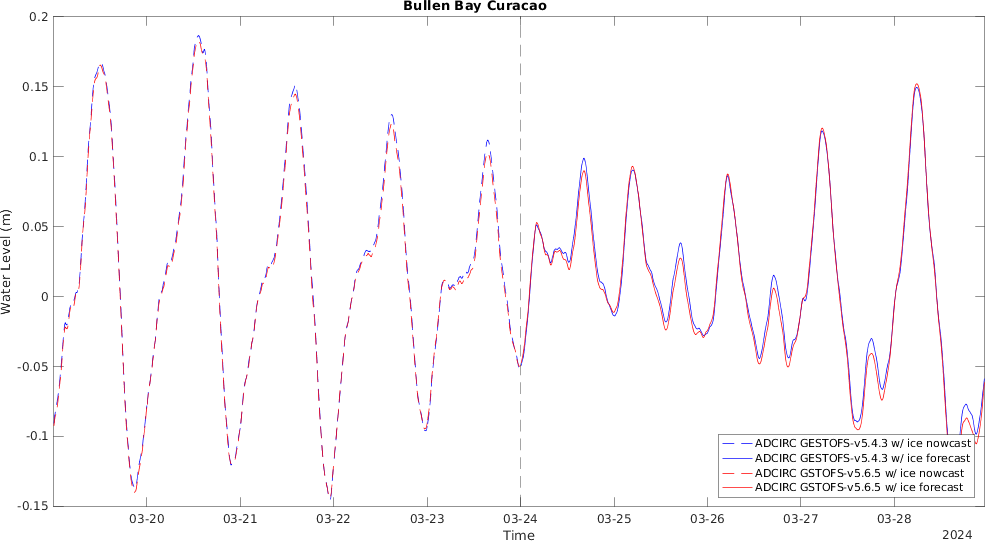 Bullen Bay Curacao
Water Level (m)
0.2
0.15
0.1
0.05
0
-0.05
-0.1
-0.15
03-20
03-21
03-22
03-23
03-24
03-25
03-26
03-27
03-28
Time
2024
ADCIRC GESTOFS-v5.4.3 w/ ice nowcast
ADCIRC GESTOFS-v5.4.3 w/ ice forecast
ADCIRC GSTOFS-v5.6.5 w/ ice nowcast
ADCIRC GSTOFS-v5.6.5 w/ ice forecast